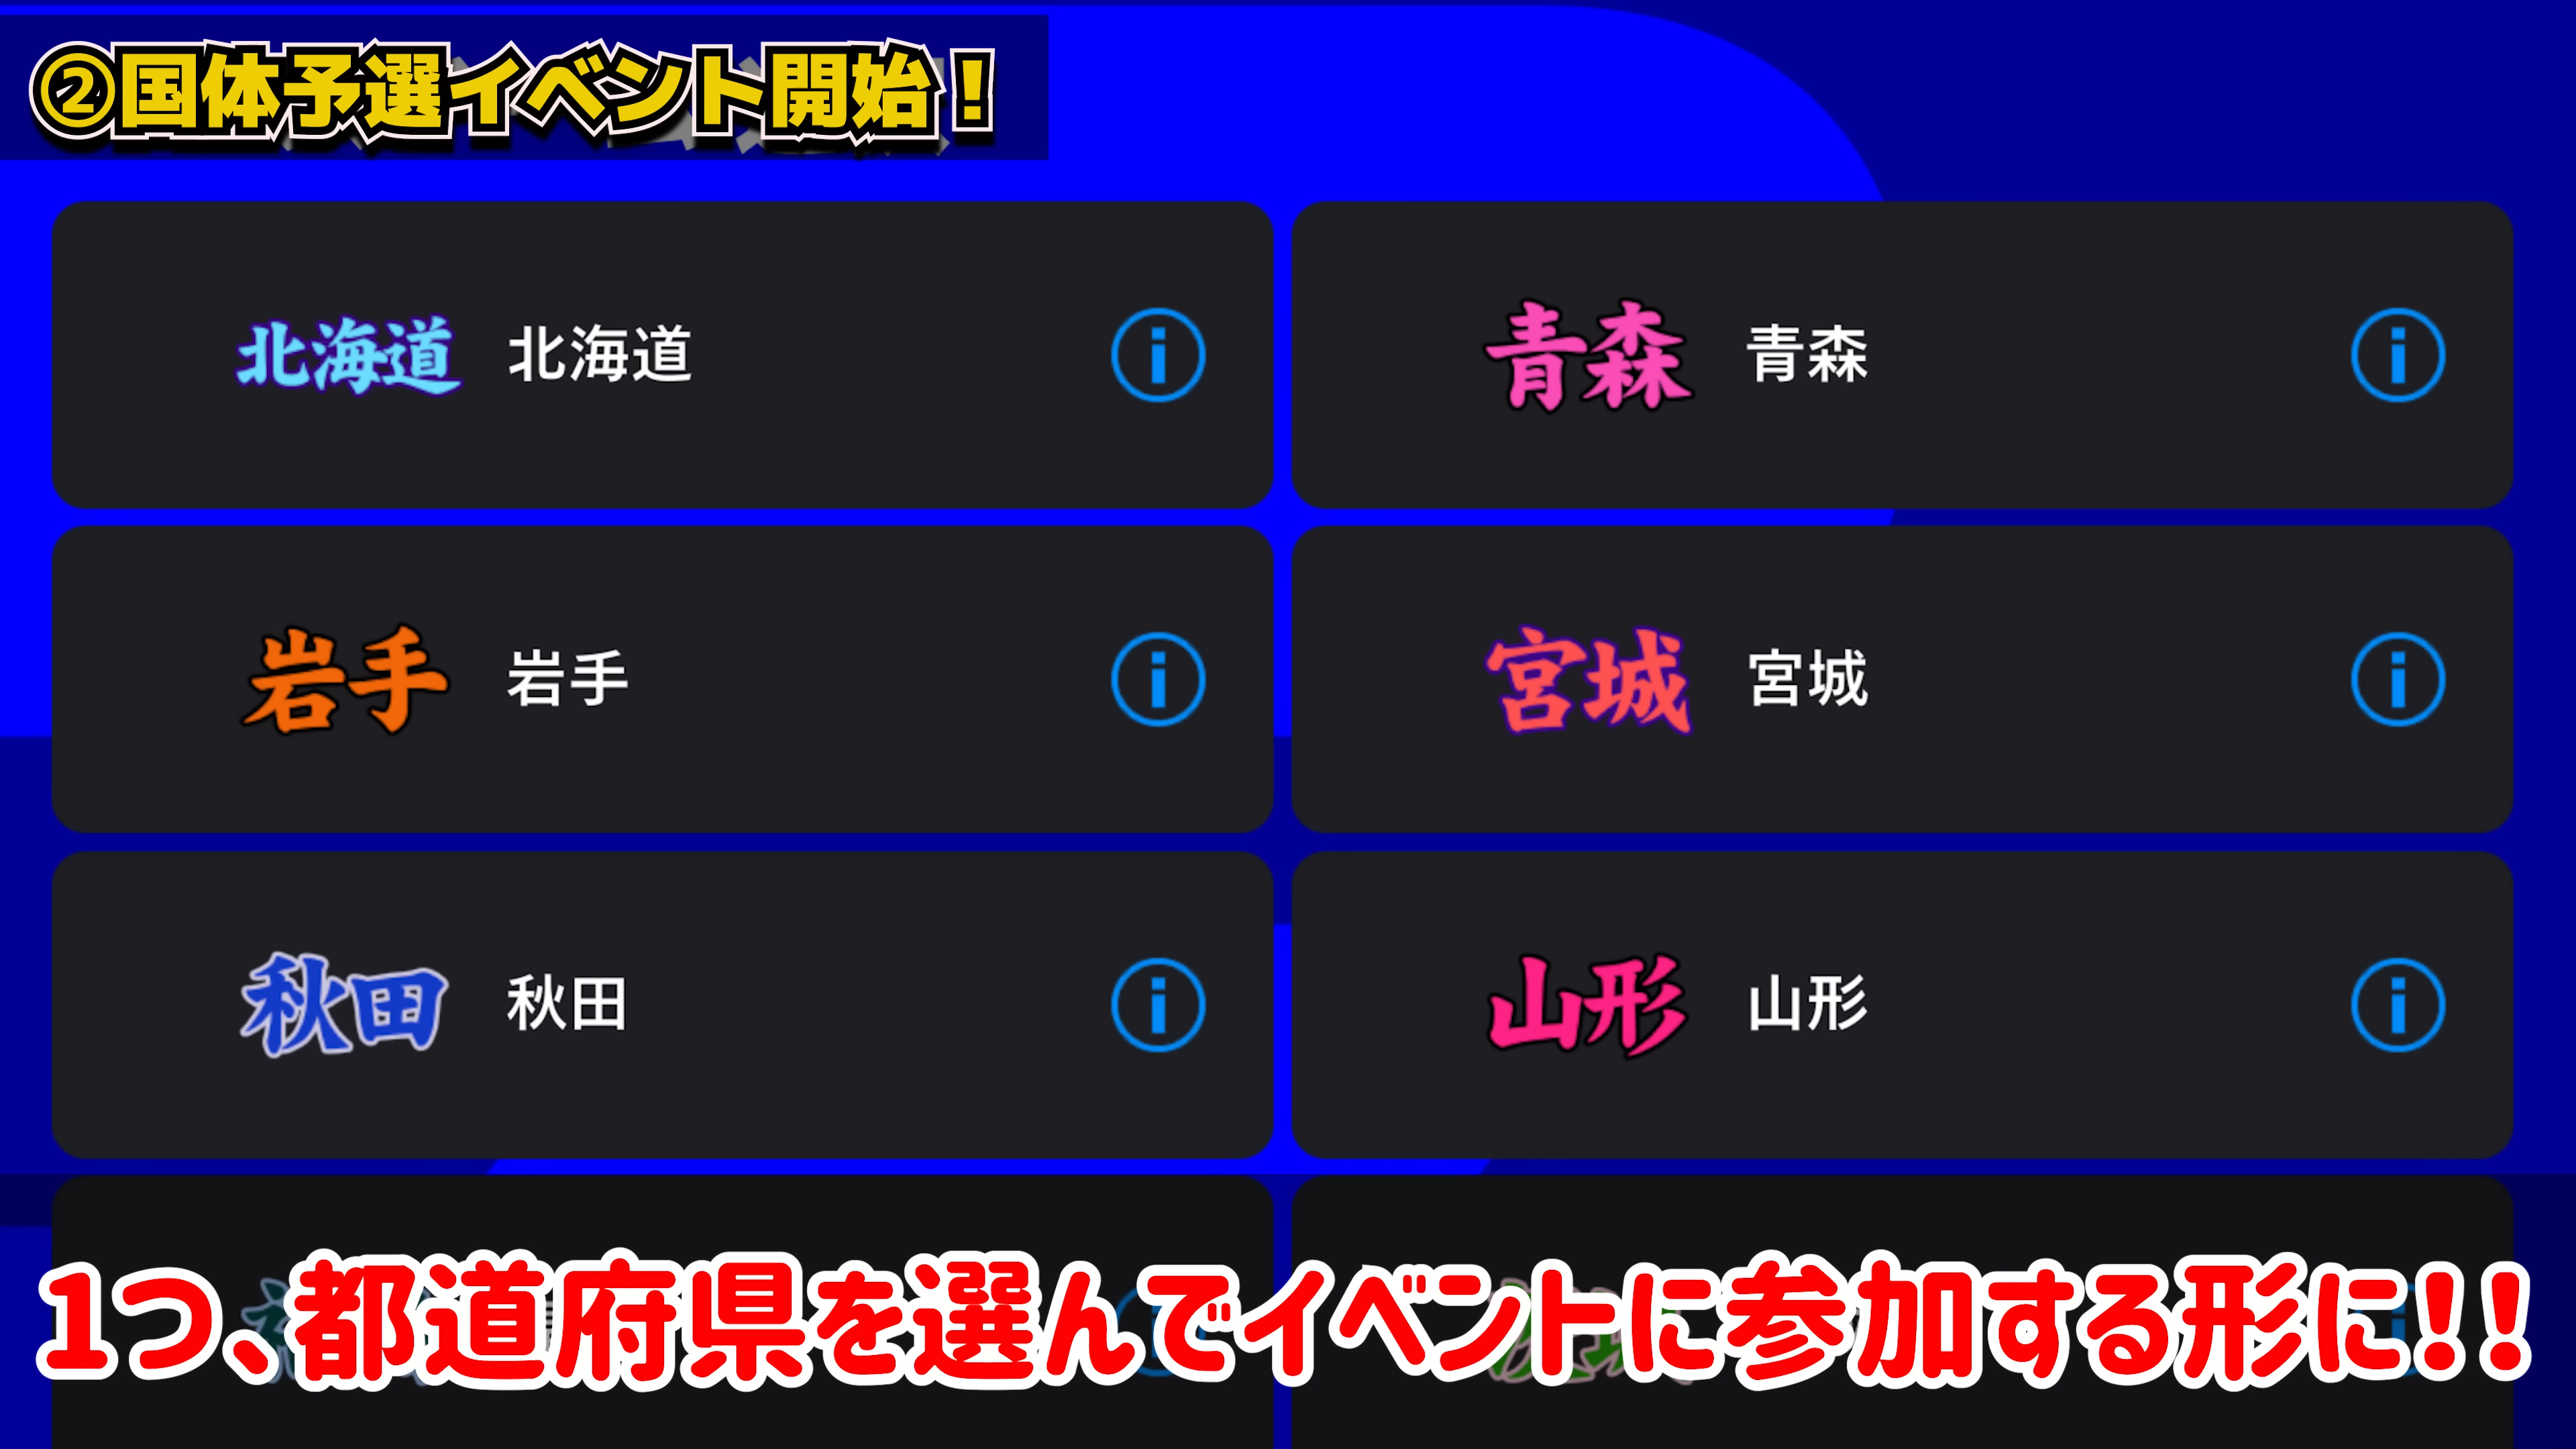 ②国体予選イベント開始！
北海道 北海道
青森 青森
岩手 岩手
宮城 宮城
秋田 秋田
山形 山形
1つ、都道府県を選んでイベントに参加する形に!!